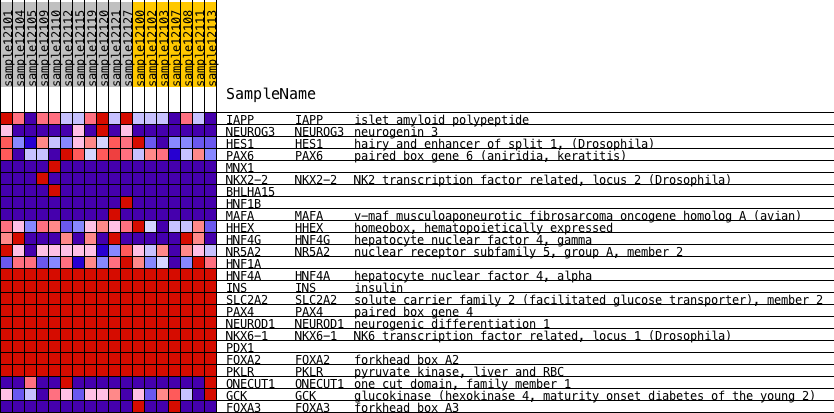 sample12101
sample12104
sample12105
sample12109
sample12110
sample12112
sample12115
sample12119
sample12120
sample12121
sample12127
sample12100
sample12102
sample12103
sample12107
sample12108
sample12111
sample12113
SampleName
IAPP IAPP islet amyloid polypeptide
NEUROG3 NEUROG3 neurogenin 3
HES1 HES1 hairy and enhancer of split 1, (Drosophila)
PAX6 PAX6 paired box gene 6 (aniridia, keratitis)
MNX1
NKX2-2 NKX2-2 NK2 transcription factor related, locus 2 (Drosophila)
BHLHA15
HNF1B
MAFA MAFA v-maf musculoaponeurotic fibrosarcoma oncogene homolog A (avian)
HHEX HHEX homeobox, hematopoietically expressed
HNF4G HNF4G hepatocyte nuclear factor 4, gamma
NR5A2 NR5A2 nuclear receptor subfamily 5, group A, member 2
HNF1A
HNF4A HNF4A hepatocyte nuclear factor 4, alpha
INS INS insulin
SLC2A2 SLC2A2 solute carrier family 2 (facilitated glucose transporter), member 2
PAX4 PAX4 paired box gene 4
NEUROD1 NEUROD1 neurogenic differentiation 1
NKX6-1 NKX6-1 NK6 transcription factor related, locus 1 (Drosophila)
PDX1
FOXA2 FOXA2 forkhead box A2
PKLR PKLR pyruvate kinase, liver and RBC
ONECUT1 ONECUT1 one cut domain, family member 1
GCK GCK glucokinase (hexokinase 4, maturity onset diabetes of the young 2)
FOXA3 FOXA3 forkhead box A3